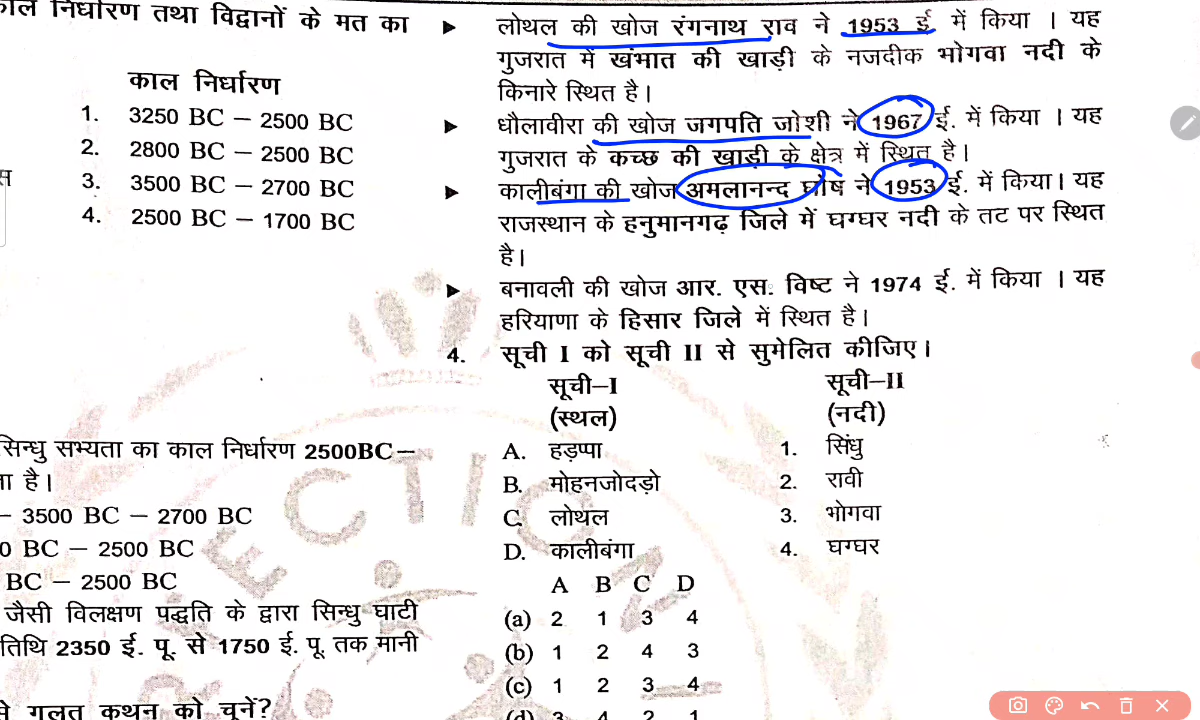 काल निर्धारण तथा विद्वानों के मत का
काल निर्धारण
1. 3250 BC – 2500 BC
2. 2800 BC – 2500 BC
3. 3500 BC – 2700 BC
4. 2500 BC – 1700 BC
सिन्धु सभ्यता का काल निर्धारण 2500BC –
है।
– 3500 BC – 2700 BC
BC – 2500 BC
BC – 2500 BC
जैसी विलक्षण पद्धति के द्वारा सिन्धु घाटी
तिथि 2350 ई. पू. से 1750 ई. पू. तक मानी
गलत कथन को चूनें?
► लोथल की खोज रंगनाथ राव ने 1953 ई. में किया । यह
गुजरात में खंभात की खाड़ी के नजदीक भोगवा नदी के
किनारे स्थित है।
► धौलावीरा की खोज जगपति जोशी ने 1967 ई. में किया । यह
गुजरात के कच्छ की खाड़ी के क्षेत्र में स्थित है।
► कालीबंगा की खोज अमलानन्द घोष ने 1953 ई. में किया। यह
राजस्थान के हनुमानगढ़ जिले में घग्घर नदी के तट पर स्थित
है।
► बनावली की खोज आर. एस. विष्ट ने 1974 ई. में किया । यह
हरियाणा के हिसार जिले में स्थित है।
4. सूची I को सूची II से सुमेलित कीजिए।
सूची–I सूची–II
(स्थल) (नदी)
A. हड़प्पा 1. सिंधु
B. मोहनजोदड़ो 2. रावी
C. लोथल 3. भोगवा
D. कालीबंगा 4. घग्घर
A B C D
(a) 2 1 3 4
(b) 1 2 4 3
(c) 1 2 3 4
(d) 3 4 2 1
ECTIC